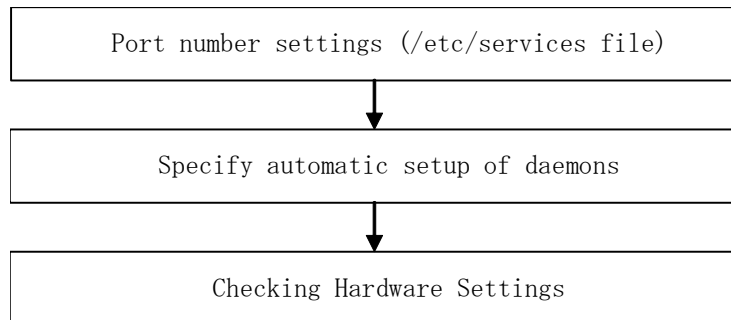 Port number settings (/etc/services file)
Specify automatic setup of daemons
Checking Hardware Settings